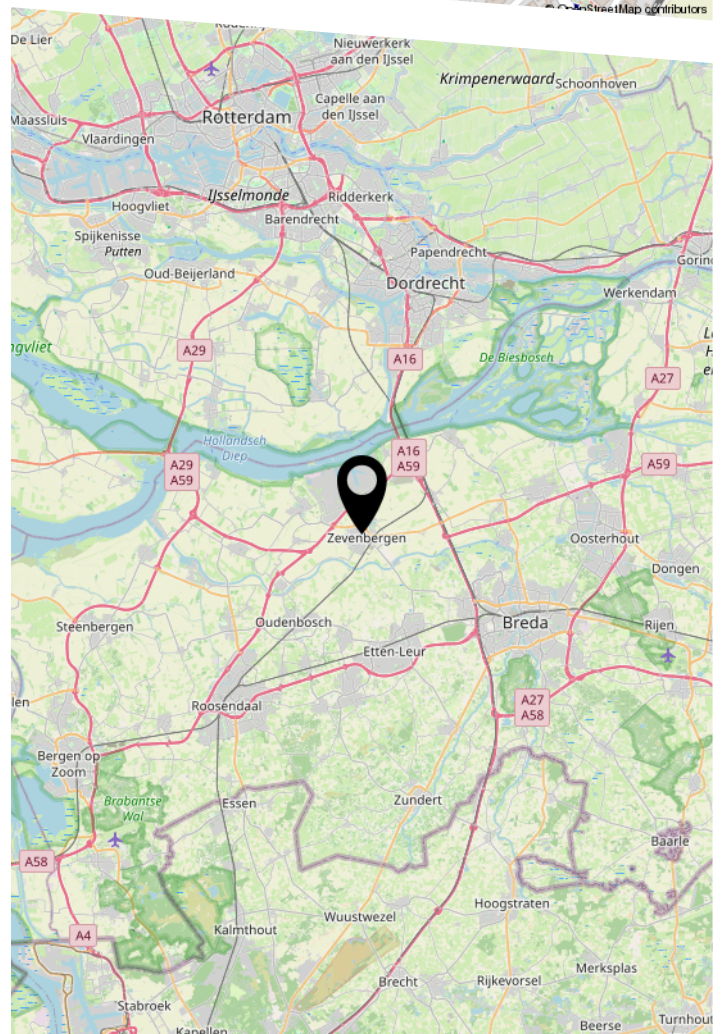 © OpenStreetMap contributors
De Lier
Nieuwerkerk
aan den IJssel
Krimpenerwaard
Schoonhoven
Capelle aan
den IJssel
Maassluis
Rotterdam
Vlaardingen
IJsselmonde
Ridderkerk
Hoogvliet
Barendrecht
Spijkenisse
Putten
Papendrecht
Oud-Beijerland
Dordrecht
Werkendam
A29
A16
De Biesbosch
A27
Hollandsch
Diep
A29
A59
A16
A59
A59
Zevenbergen
Oosterhout
Dongen
Steenbergen
Oudenbosch
Breda
Rijen
Etten-Leur
Roosendaal
A27
A58
Bergen op
Zoom
Brabantse
Wal
Essen
Zundert
Baarle
A58
Hoogstraten
Wuustwezel
Kalmthout
A4
Merksplas
Brecht
Rijkevorsel
Stabroek
Beerse